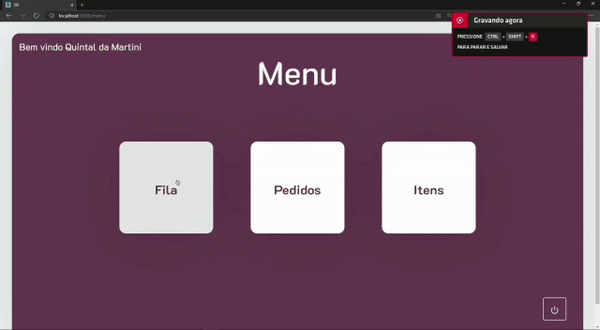 3D
localhost:3000/menu
Gravando agora
PRESSIONE CTRL + SHIFT + R
PARA PARAR E SALVAR
Bem vindo Quintal da Martini
Menu
Fila
Pedidos
Itens